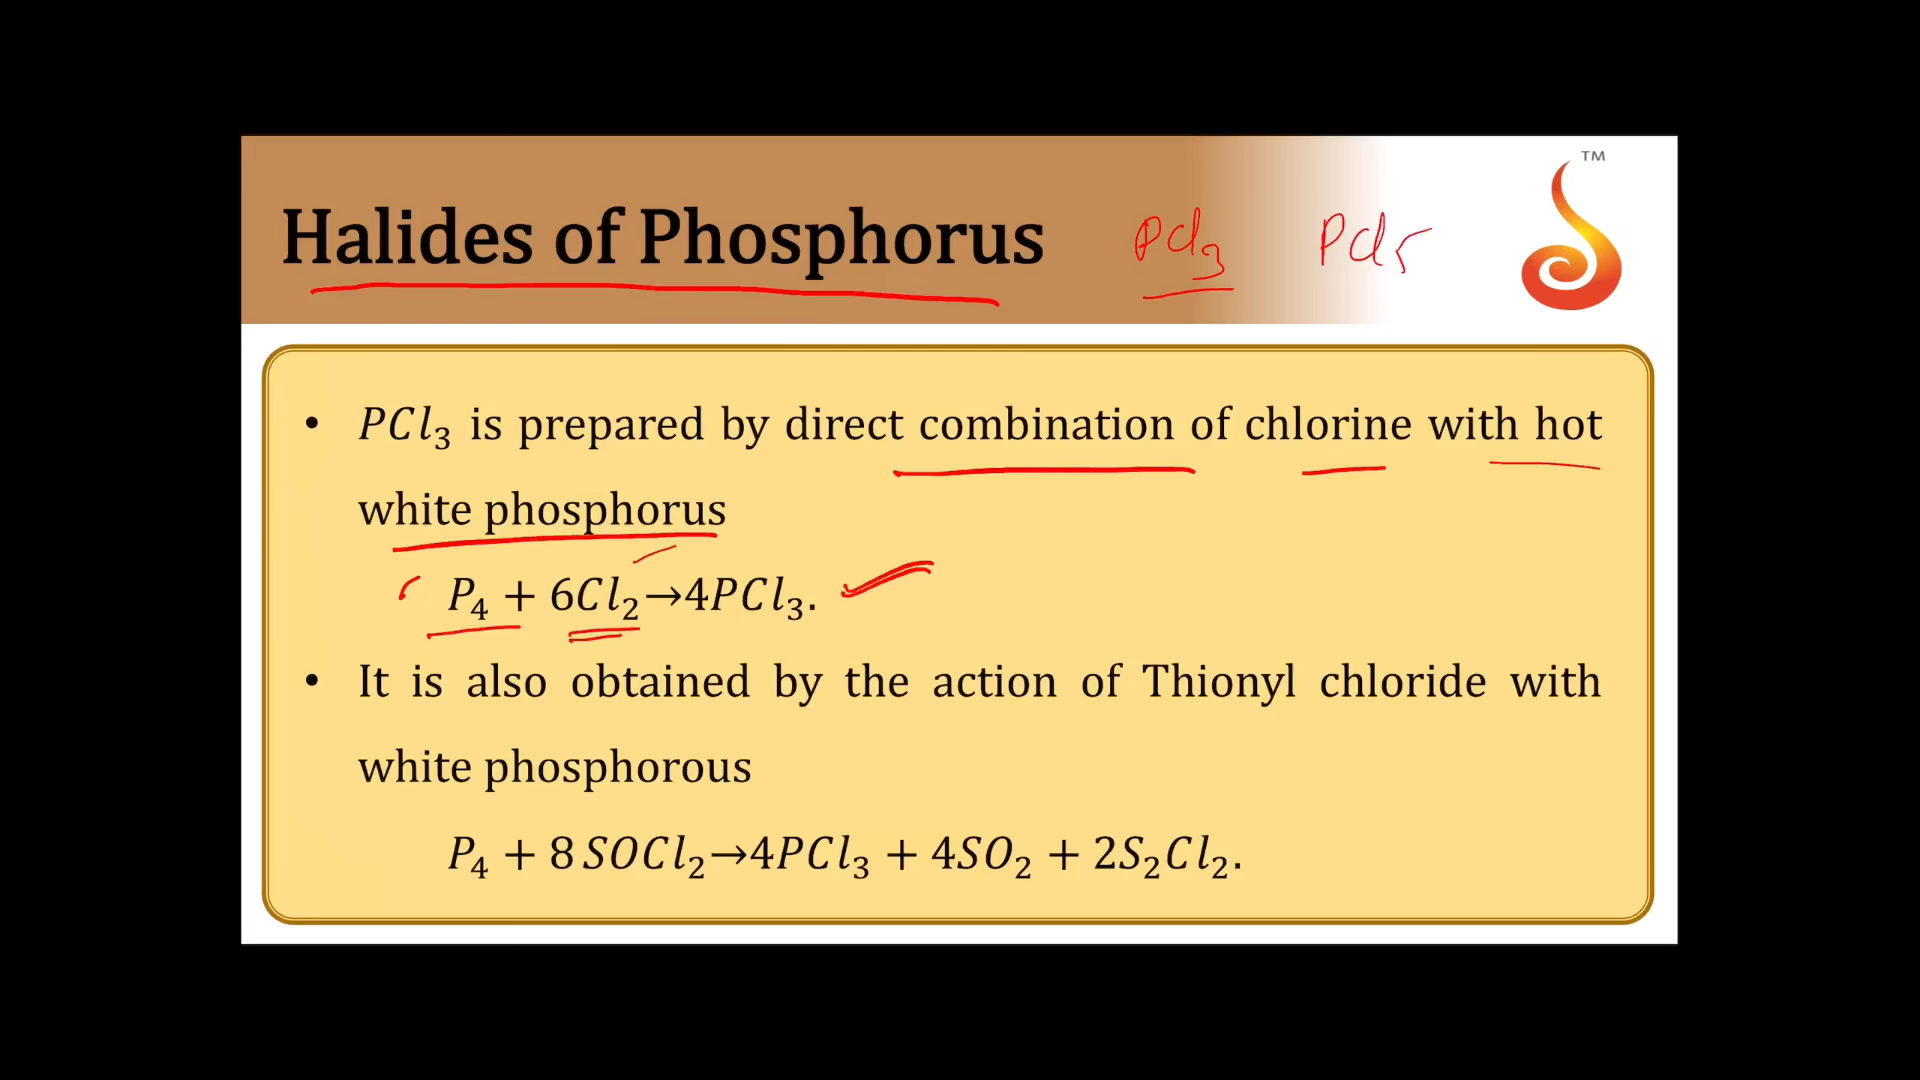 Halides of Phosphorus PCl3 PCl5
TM
• PCl₃ is prepared by direct combination of chlorine with hot
white phosphorus
P₄ + 6Cl₂→4PCl₃.
• It is also obtained by the action of Thionyl chloride with
white phosphorous
P₄ + 8 SOCl₂→4PCl₃ + 4SO₂ + 2S₂Cl₂.